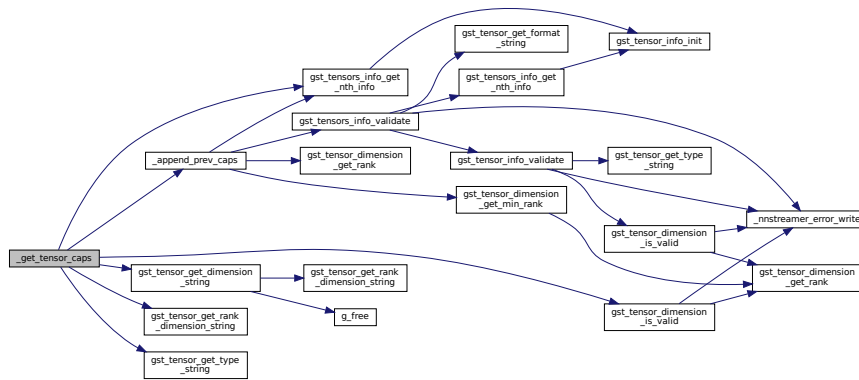 gst_tensor_get_format
_string
gst_tensor_info_init
gst_tensors_info_get
_nth_info
gst_tensors_info_get
_nth_info
gst_tensors_info_validate
_append_prev_caps
gst_tensor_dimension
_get_rank
gst_tensor_info_validate
gst_tensor_get_type
_string
gst_tensor_dimension
_get_min_rank
_nnstreamer_error_write
gst_tensor_dimension
_is_valid
_get_tensor_caps
gst_tensor_get_dimension
_string
gst_tensor_get_rank
_dimension_string
gst_tensor_dimension
_get_rank
gst_tensor_get_rank
_dimension_string
g_free
gst_tensor_dimension
_is_valid
gst_tensor_get_type
_string